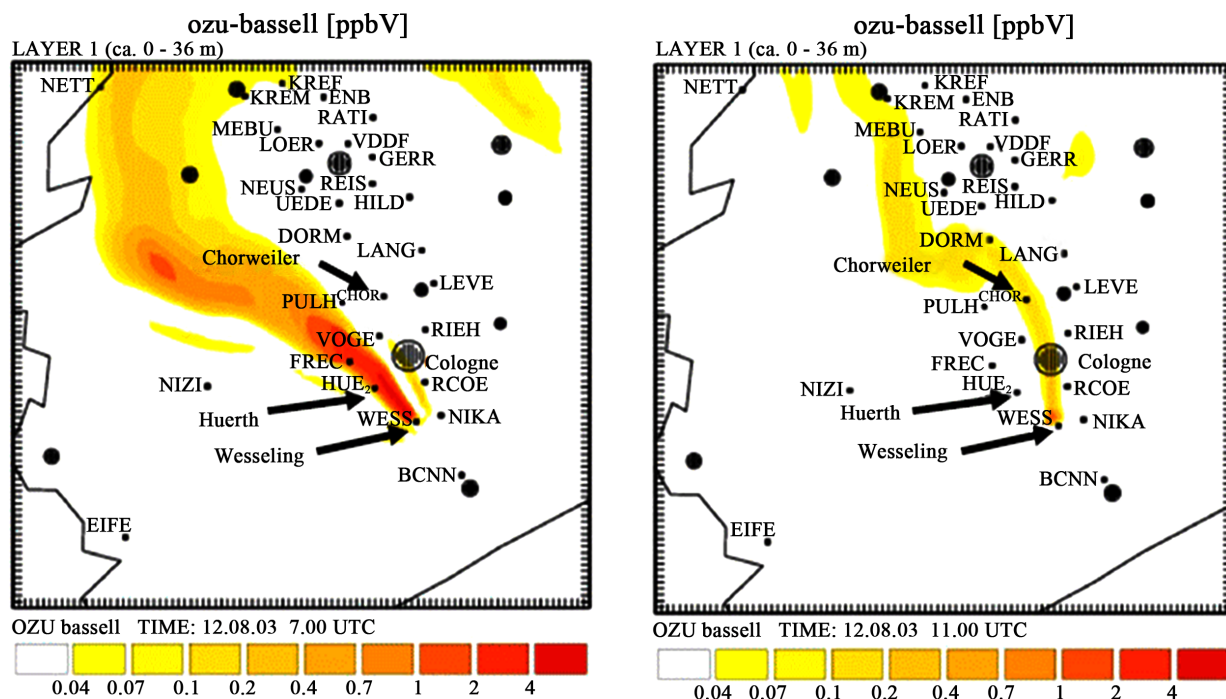 ozu-bassell [ppbV]
LAYER 1 (ca. 0 - 36 m)
NETT
KREF
KREM
ENB
RATI
MEBU
LOER
VDDF
GERR
NEUS
REIS
UEDE
HILD
DORM
LANG
Chorweiler
LEVE
PULH
CHOR
VOGE
RIEH
FREC
Cologne
NIZI
HUE2
RCOE
Huerth
WESS
NIKA
Wesseling
BCNN
EIFE
OZU bassell TIME: 12.08.03 7.00 UTC
0.04 0.07 0.1 0.2 0.4 0.7 1 2 4
ozu-bassell [ppbV]
LAYER 1 (ca. 0 - 36 m)
NETT
KREF
KREM
ENB
RATI
MEBU
LOER
VDDF
GERR
NEUS
REIS
UEDE
HILD
DORM
LANG
Chorweiler
LEVE
PULH
CHOR
VOGE
RIEH
FREC
Cologne
NIZI
HUE2
RCOE
Huerth
WESS
NIKA
Wesseling
BCNN
EIFE
OZU bassell TIME: 12.08.03 11.00 UTC
0.04 0.07 0.1 0.2 0.4 0.7 1 2 4